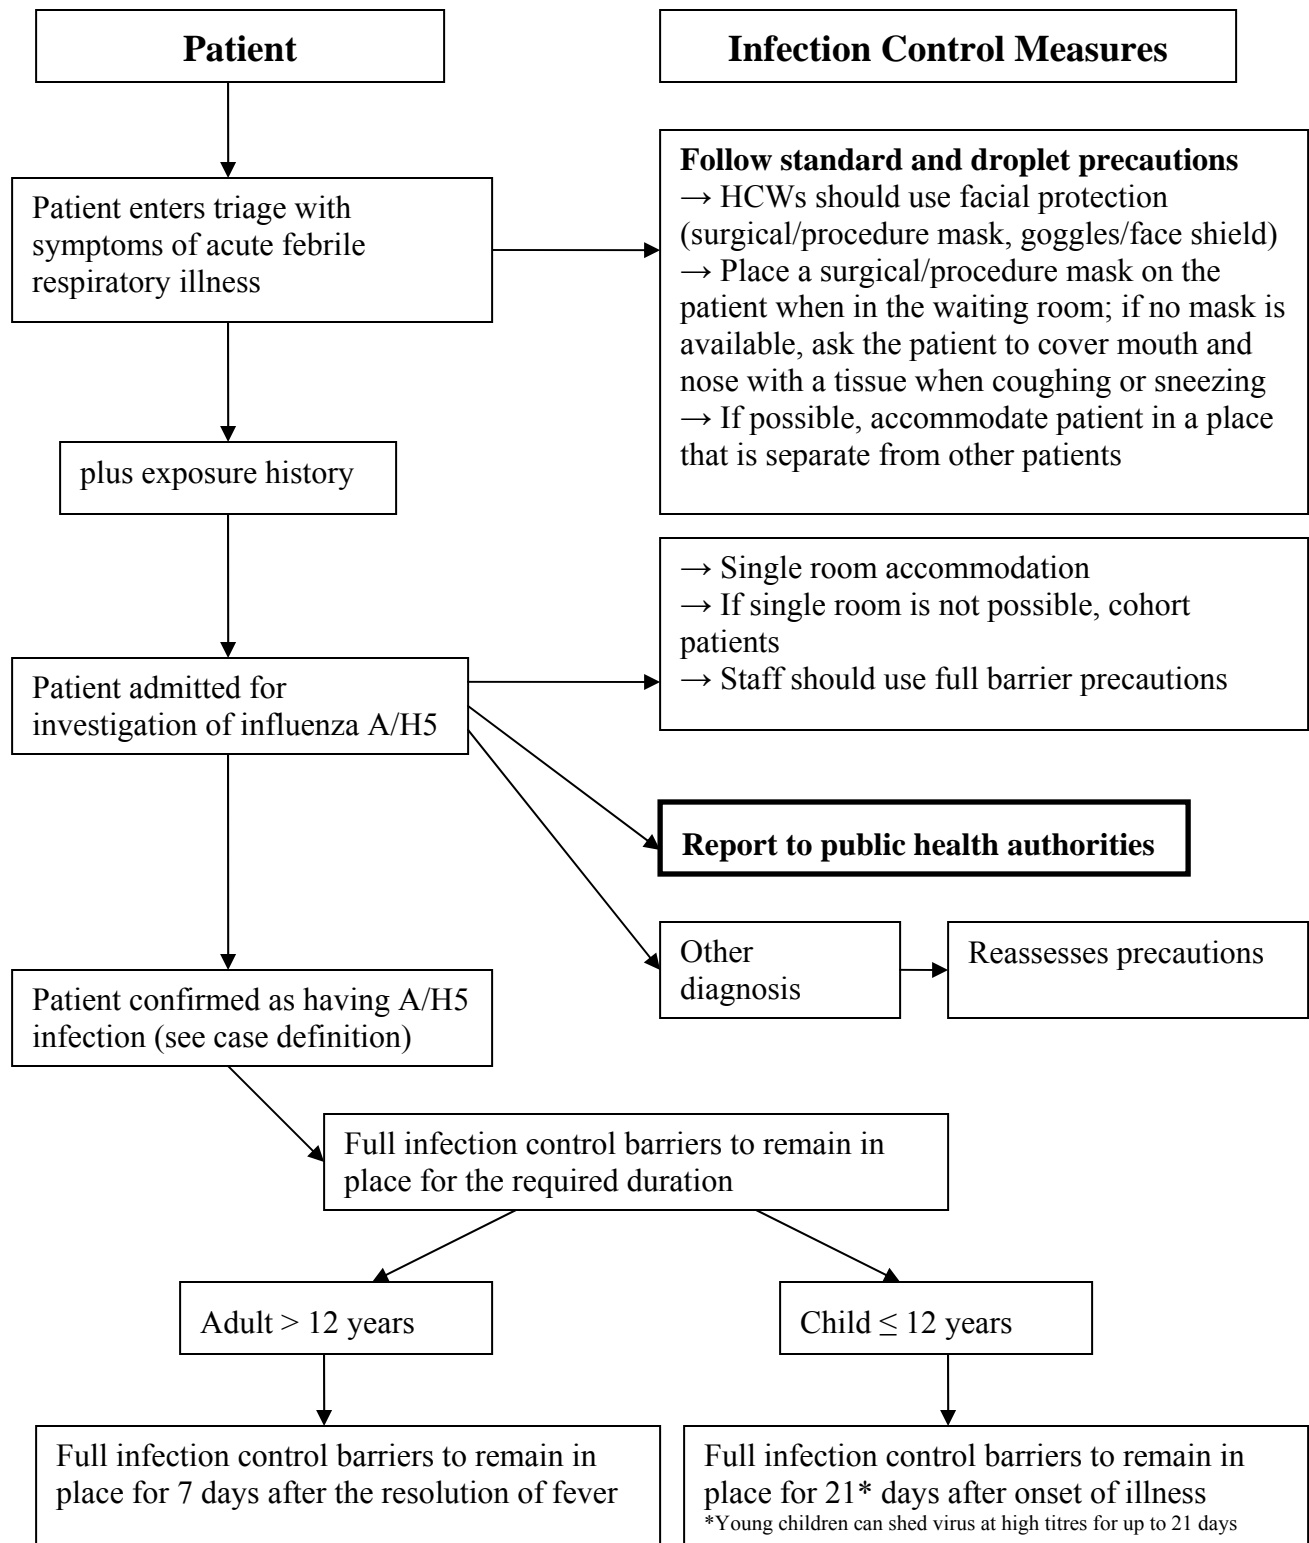 Patient
Infection Control Measures
Patient enters triage with
symptoms of acute febrile
respiratory illness
Follow standard and droplet precautions
→ HCWs should use facial protection
(surgical/procedure mask, goggles/face shield)
→ Place a surgical/procedure mask on the
patient when in the waiting room; if no mask is
available, ask the patient to cover mouth and
nose with a tissue when coughing or sneezing
→ If possible, accommodate patient in a place
that is separate from other patients
plus exposure history
→ Single room accommodation
→ If single room is not possible, cohort
patients
→ Staff should use full barrier precautions
Patient admitted for
investigation of influenza A/H5
Report to public health authorities
Other
diagnosis
Reassesses precautions
Patient confirmed as having A/H5
infection (see case definition)
Full infection control barriers to remain in
place for the required duration
Adult > 12 years
Child ≤ 12 years
Full infection control barriers to remain in
place for 7 days after the resolution of fever
Full infection control barriers to remain in
place for 21* days after onset of illness
*Young children can shed virus at high titres for up to 21 days